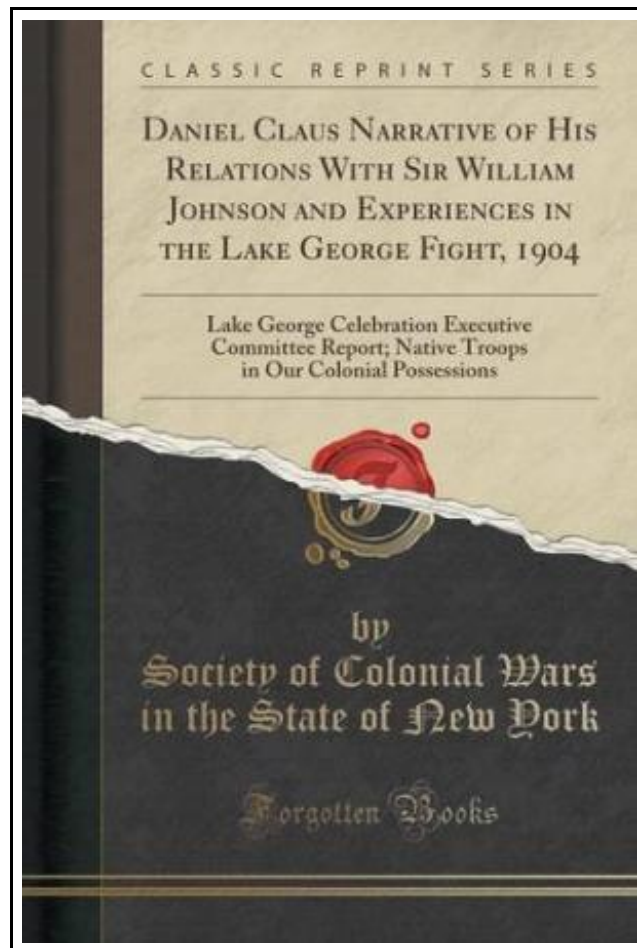 CLASSIC REPRINT SERIES
DANIEL CLAUS NARRATIVE OF HIS
RELATIONS WITH SIR WILLIAM
JOHNSON AND EXPERIENCES IN
THE LAKE GEORGE FIGHT, 1904
Lake George Celebration Executive
Committee Report; Native Troops
in Our Colonial Possessions
by
Society of Colonial Wars
in the State of New York
Forgotten Books